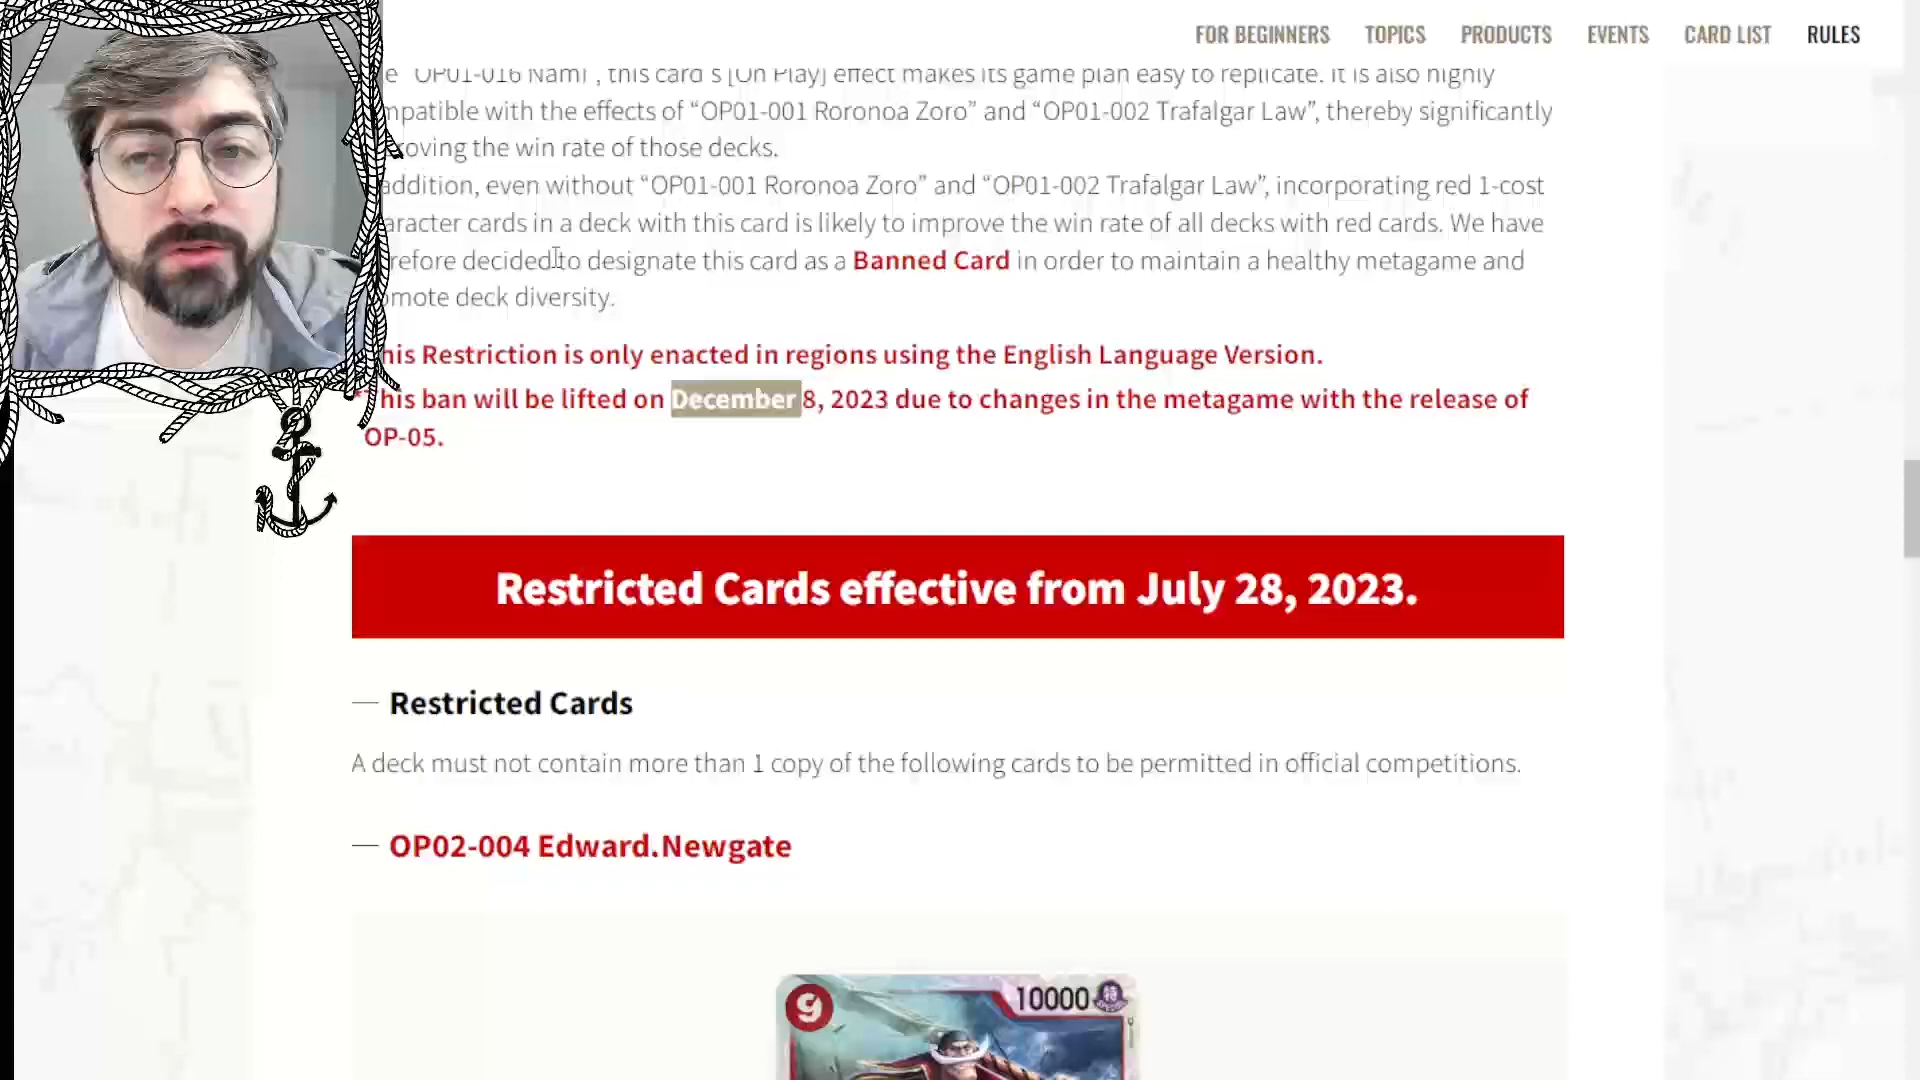 FOR BEGINNERS TOPICS PRODUCTS EVENTS CARD LIST RULES
e "OP01-016 Nami", this card's [On Play] effect makes its game plan easy to replicate. It is also highly
mpatible with the effects of “OP01-001 Roronoa Zoro” and “OP01-002 Trafalgar Law”, thereby significantly
roving the win rate of those decks.
addition, even without “OP01-001 Roronoa Zoro” and “OP01-002 Trafalgar Law”, incorporating red 1-cost
aracter cards in a deck with this card is likely to improve the win rate of all decks with red cards. We have
refore decided to designate this card as a Banned Card in order to maintain a healthy metagame and
omote deck diversity.
his Restriction is only enacted in regions using the English Language Version.
*This ban will be lifted on December 8, 2023 due to changes in the metagame with the release of
OP-05.
Restricted Cards effective from July 28, 2023.
— Restricted Cards
A deck must not contain more than 1 copy of the following cards to be permitted in official competitions.
— OP02-004 Edward.Newgate
9 10000 特